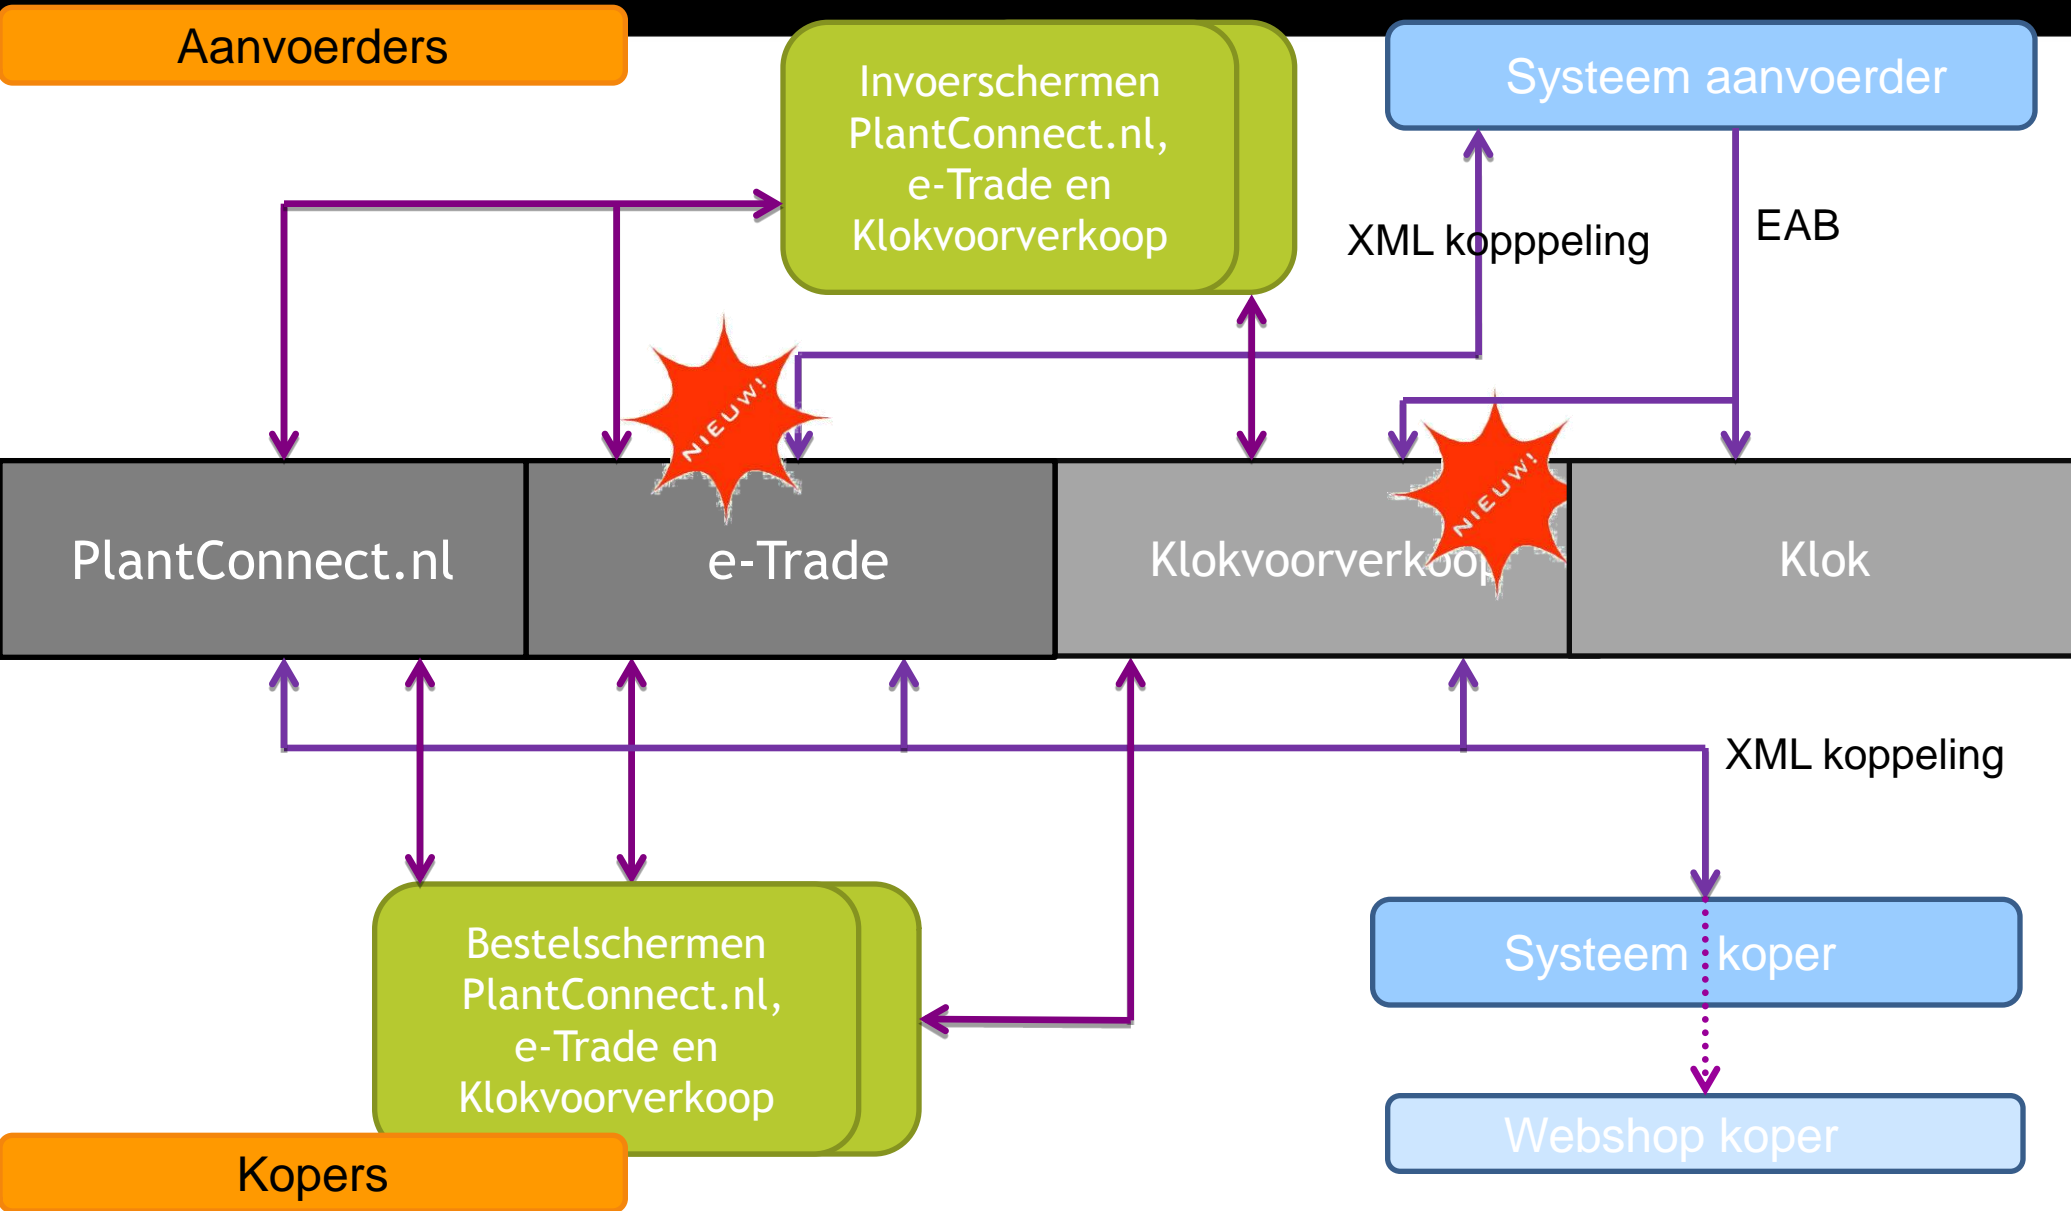 Aanvoerders
Invoerschermen
PlantConnect.nl,
e-Trade en
Klokvoorverkoop
Systeem aanvoerder
XML kopppeling
EAB
NIEUW!
NIEUW!
PlantConnect.nl
e-Trade
Klokvoorverkoop
Klok
XML koppeling
Bestelschermen
PlantConnect.nl,
e-Trade en
Klokvoorverkoop
Systeem koper
Webshop koper
Kopers